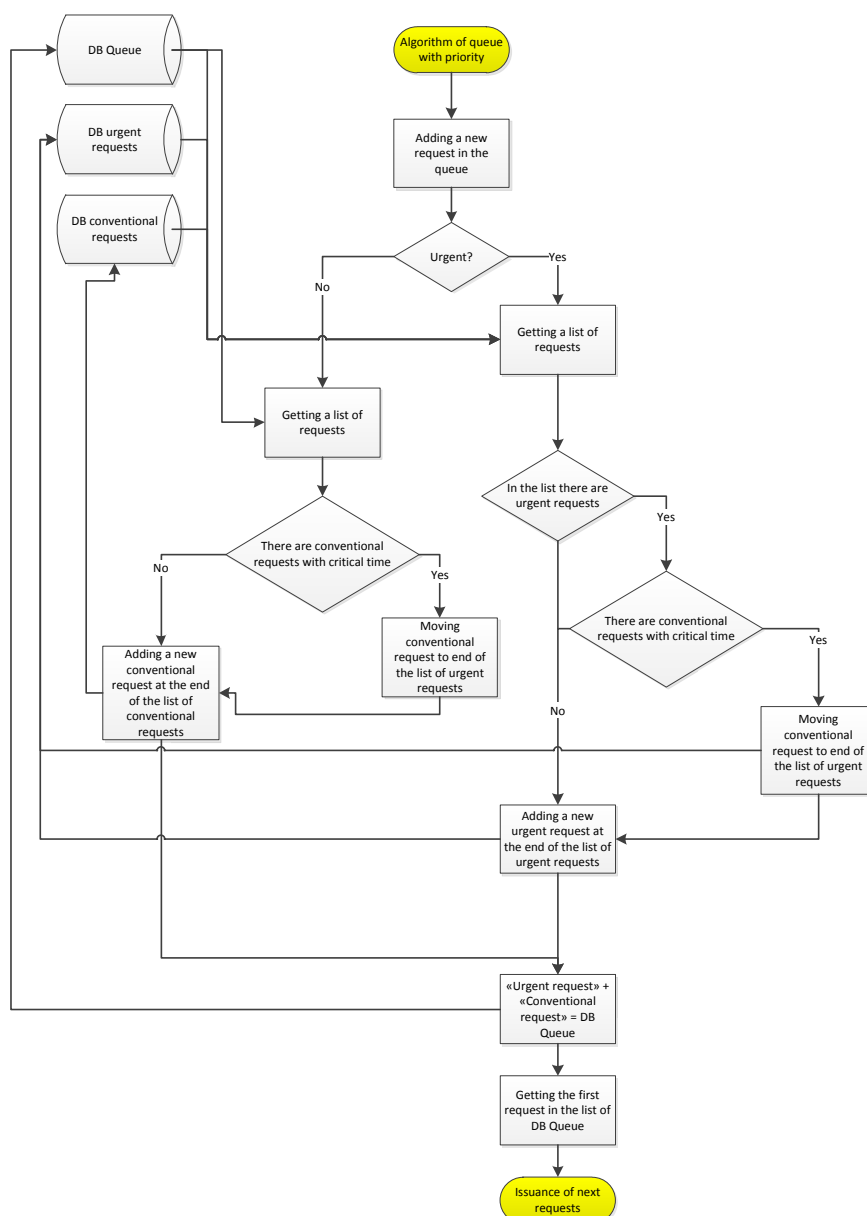 DB Queue
Algorithm of queue
with priority
DB urgent
requests
Adding a new
request in the
queue
DB conventional
requests
Urgent?
Yes
No
Getting a list of
requests
Getting a list of
requests
In the list there are
urgent requests
Yes
There are conventional
requests with critical time
No
Yes
There are conventional
requests with critical time
Yes
Adding a new
conventional
request at the end
of the list of
conventional
requests
Moving
conventional
request to end of
the list of urgent
requests
No
Moving
conventional
request to end of
the list of urgent
requests
Adding a new
urgent request at
the end of the list of
urgent requests
«Urgent request» +
«Conventional
request» = DB
Queue
Getting the first
request in the list of
DB Queue
Issuance of next
requests